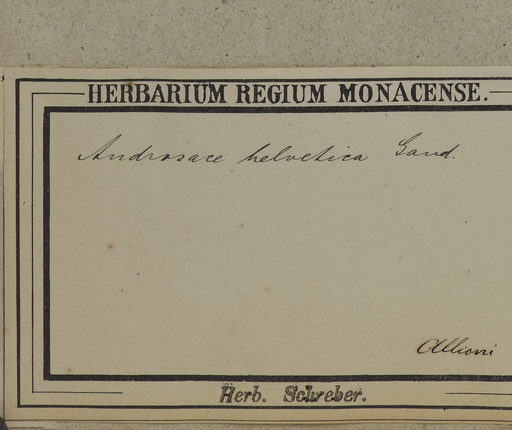 HERBARIUM REGIUM MONACENSE.
Androsace helvetica Gaud.
Allioni
Herb. Schreber.